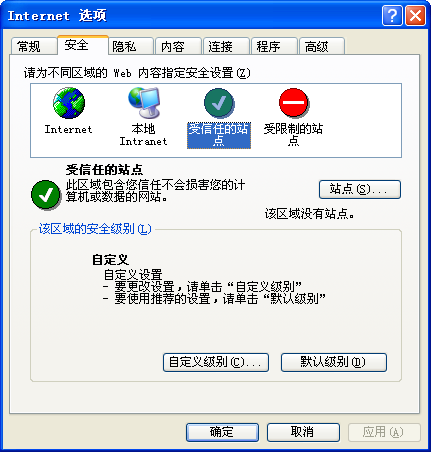 Internet 选项
常规
安全
隐私
内容
连接
程序
高级
请为不同区域的 Web 内容指定安全设置(Z)
Internet
本地
Intranet
受信任的站
点
受限制的站
点
受信任的站点
此区域包含您信任不会损害您的计
算机或数据的网站。
站点(S)...
该区域没有站点。
该区域的安全级别(L)
自定义
自定义设置
- 要更改设置，请单击“自定义级别”
- 要使用推荐的设置，请单击“默认级别”
自定义级别(C)...
默认级别(D)
确定
取消
应用(A)